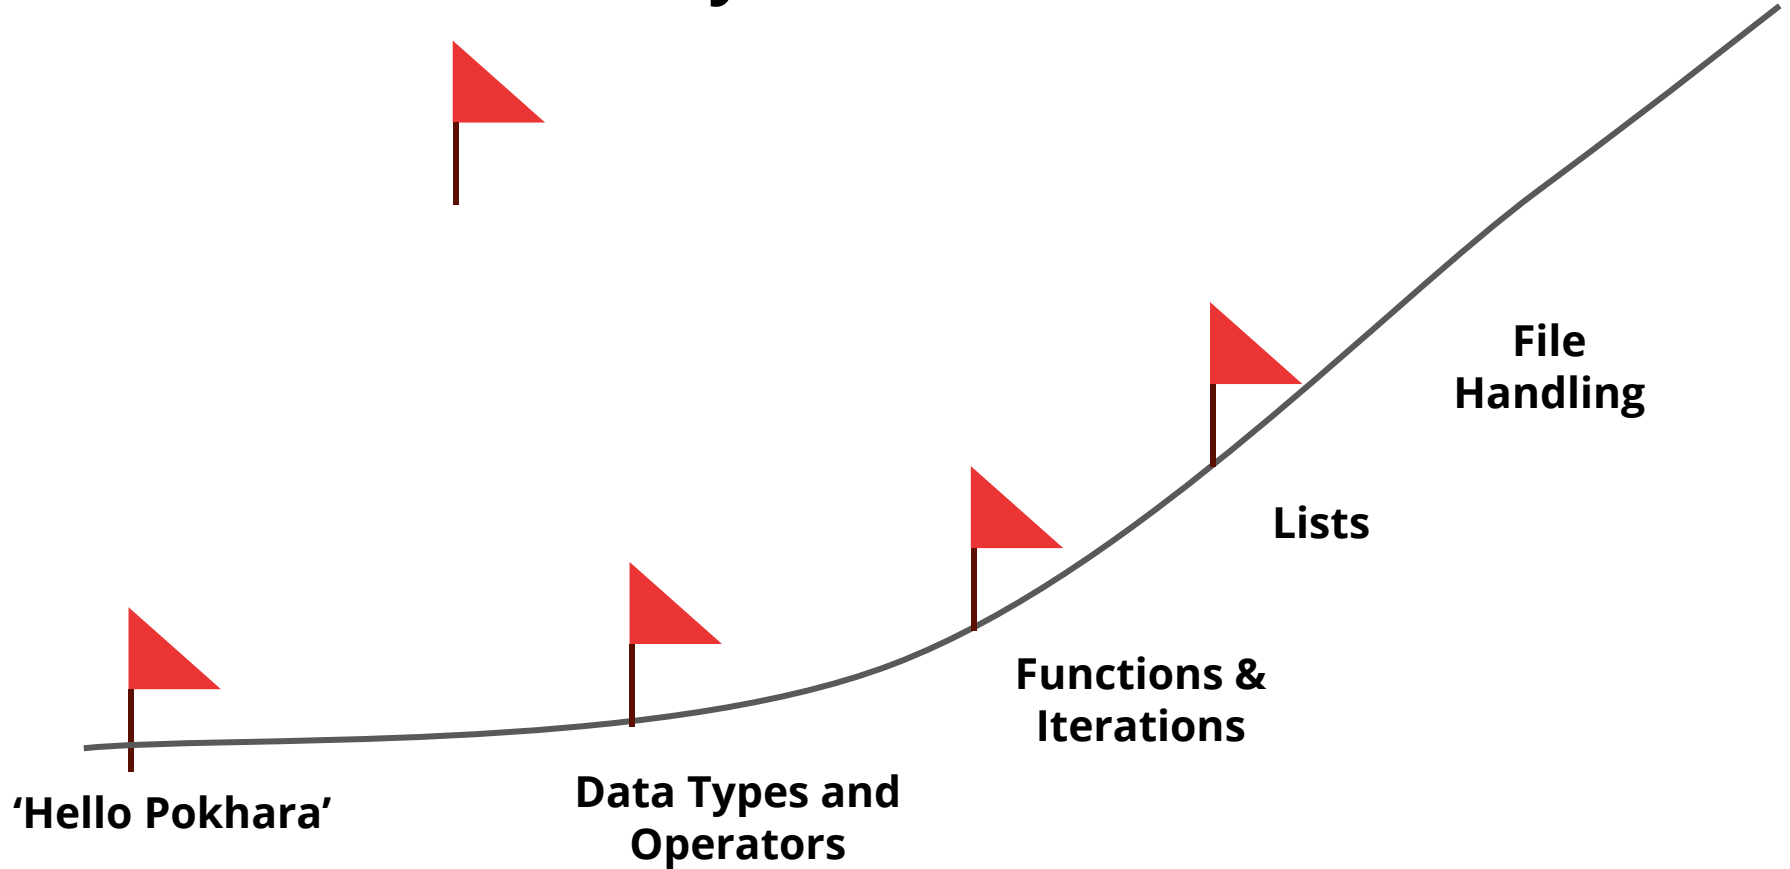 ‘Hello Pokhara’
Data Types and
Operators
Functions &
Iterations
Lists
File
Handling